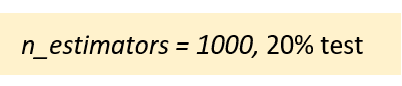 n_estimators = 1000, 20% test